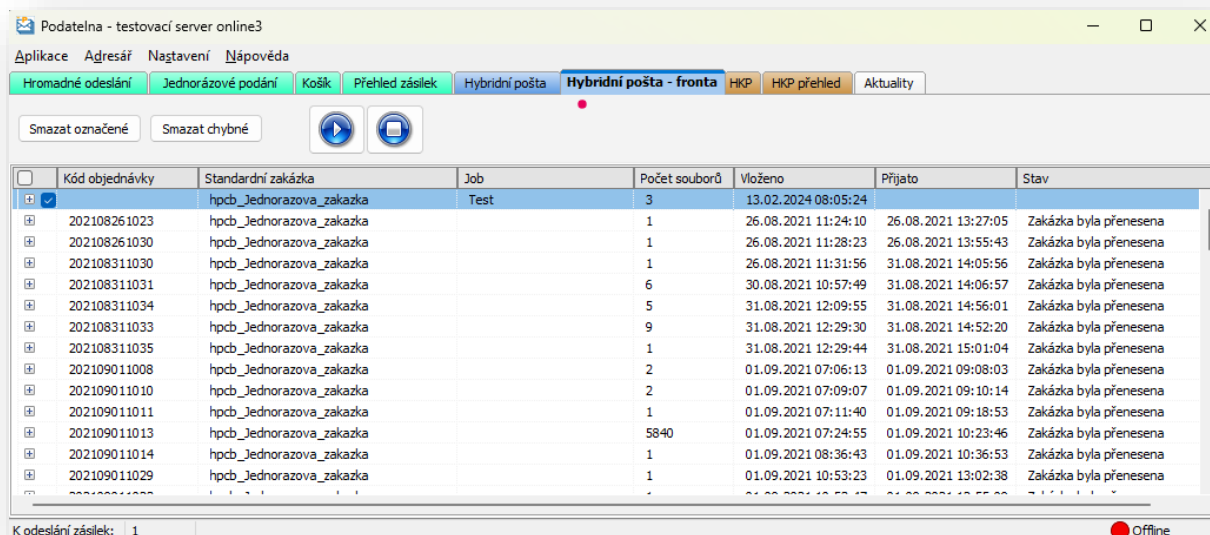 Podatelna - testovací server online3
Aplikace Adresář Nastavení Nápověda
Hromadné odeslání Jednorázové podání Košík Přehled zásilek Hybridní pošta Hybridní pošta - fronta HKP HKP přehled Aktuality
Smazat označené Smazat chybné
Kód objednávky Standardní zakázka Job Počet souborů Vloženo Přijato Stav
hpcb_Jednorazova_zakazka Test 3 13.02.2024 08:05:24
202108261023 hpcb_Jednorazova_zakazka 1 26.08.2021 11:24:10 26.08.2021 13:27:05 Zakázka byla přenesena
202108261030 hpcb_Jednorazova_zakazka 1 26.08.2021 11:28:23 26.08.2021 13:55:43 Zakázka byla přenesena
202108311030 hpcb_Jednorazova_zakazka 1 26.08.2021 11:31:56 31.08.2021 14:05:56 Zakázka byla přenesena
202108311031 hpcb_Jednorazova_zakazka 6 30.08.2021 10:57:49 31.08.2021 14:06:57 Zakázka byla přenesena
202108311034 hpcb_Jednorazova_zakazka 5 31.08.2021 12:09:55 31.08.2021 14:56:01 Zakázka byla přenesena
202108311033 hpcb_Jednorazova_zakazka 9 31.08.2021 12:29:30 31.08.2021 14:52:20 Zakázka byla přenesena
202108311035 hpcb_Jednorazova_zakazka 1 31.08.2021 12:29:44 31.08.2021 15:01:04 Zakázka byla přenesena
202109011008 hpcb_Jednorazova_zakazka 2 01.09.2021 07:06:13 01.09.2021 09:08:03 Zakázka byla přenesena
202109011010 hpcb_Jednorazova_zakazka 2 01.09.2021 07:09:07 01.09.2021 09:10:14 Zakázka byla přenesena
202109011011 hpcb_Jednorazova_zakazka 1 01.09.2021 07:11:40 01.09.2021 09:18:53 Zakázka byla přenesena
202109011013 hpcb_Jednorazova_zakazka 5840 01.09.2021 07:24:55 01.09.2021 10:23:46 Zakázka byla přenesena
202109011014 hpcb_Jednorazova_zakazka 1 01.09.2021 08:36:43 01.09.2021 10:36:53 Zakázka byla přenesena
202109011029 hpcb_Jednorazova_zakazka 1 01.09.2021 10:53:23 01.09.2021 13:02:38 Zakázka byla přenesena
K odeslání zásilek: 1 Offline